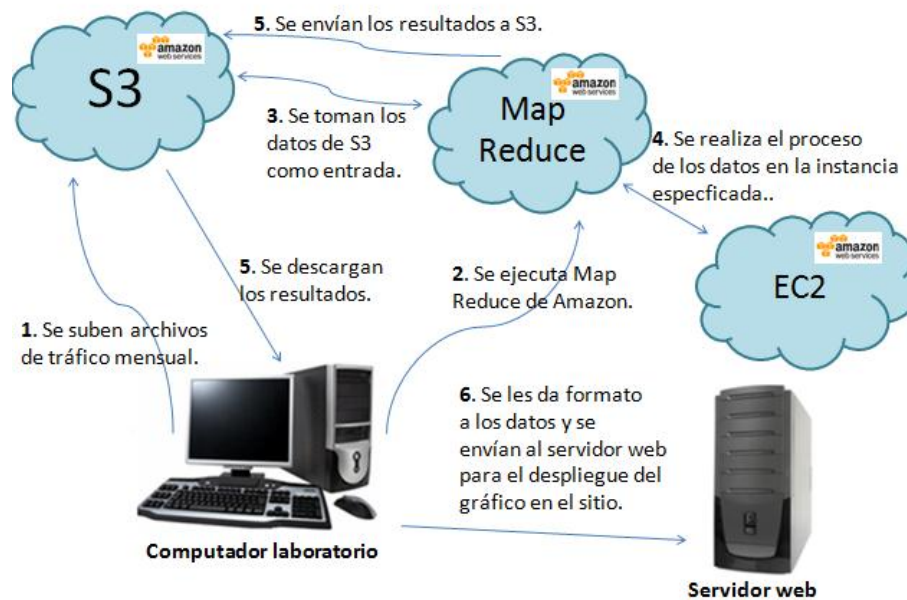 5. Se envían los resultados a S3.
amazon
web services
S3
amazon
web services
Map
Reduce
3. Se toman los
datos de S3
como entrada.
4. Se realiza el proceso
de los datos en la instancia
especficada..
amazon
web services
EC2
5. Se descargan
los resultados.
2. Se ejecuta Map
Reduce de Amazon.
1. Se suben archivos
de tráfico mensual.
6. Se les da formato
a los datos y se
envían al servidor web
para el despliegue del
gráfico en el sitio.
Computador laboratorio
Servidor web